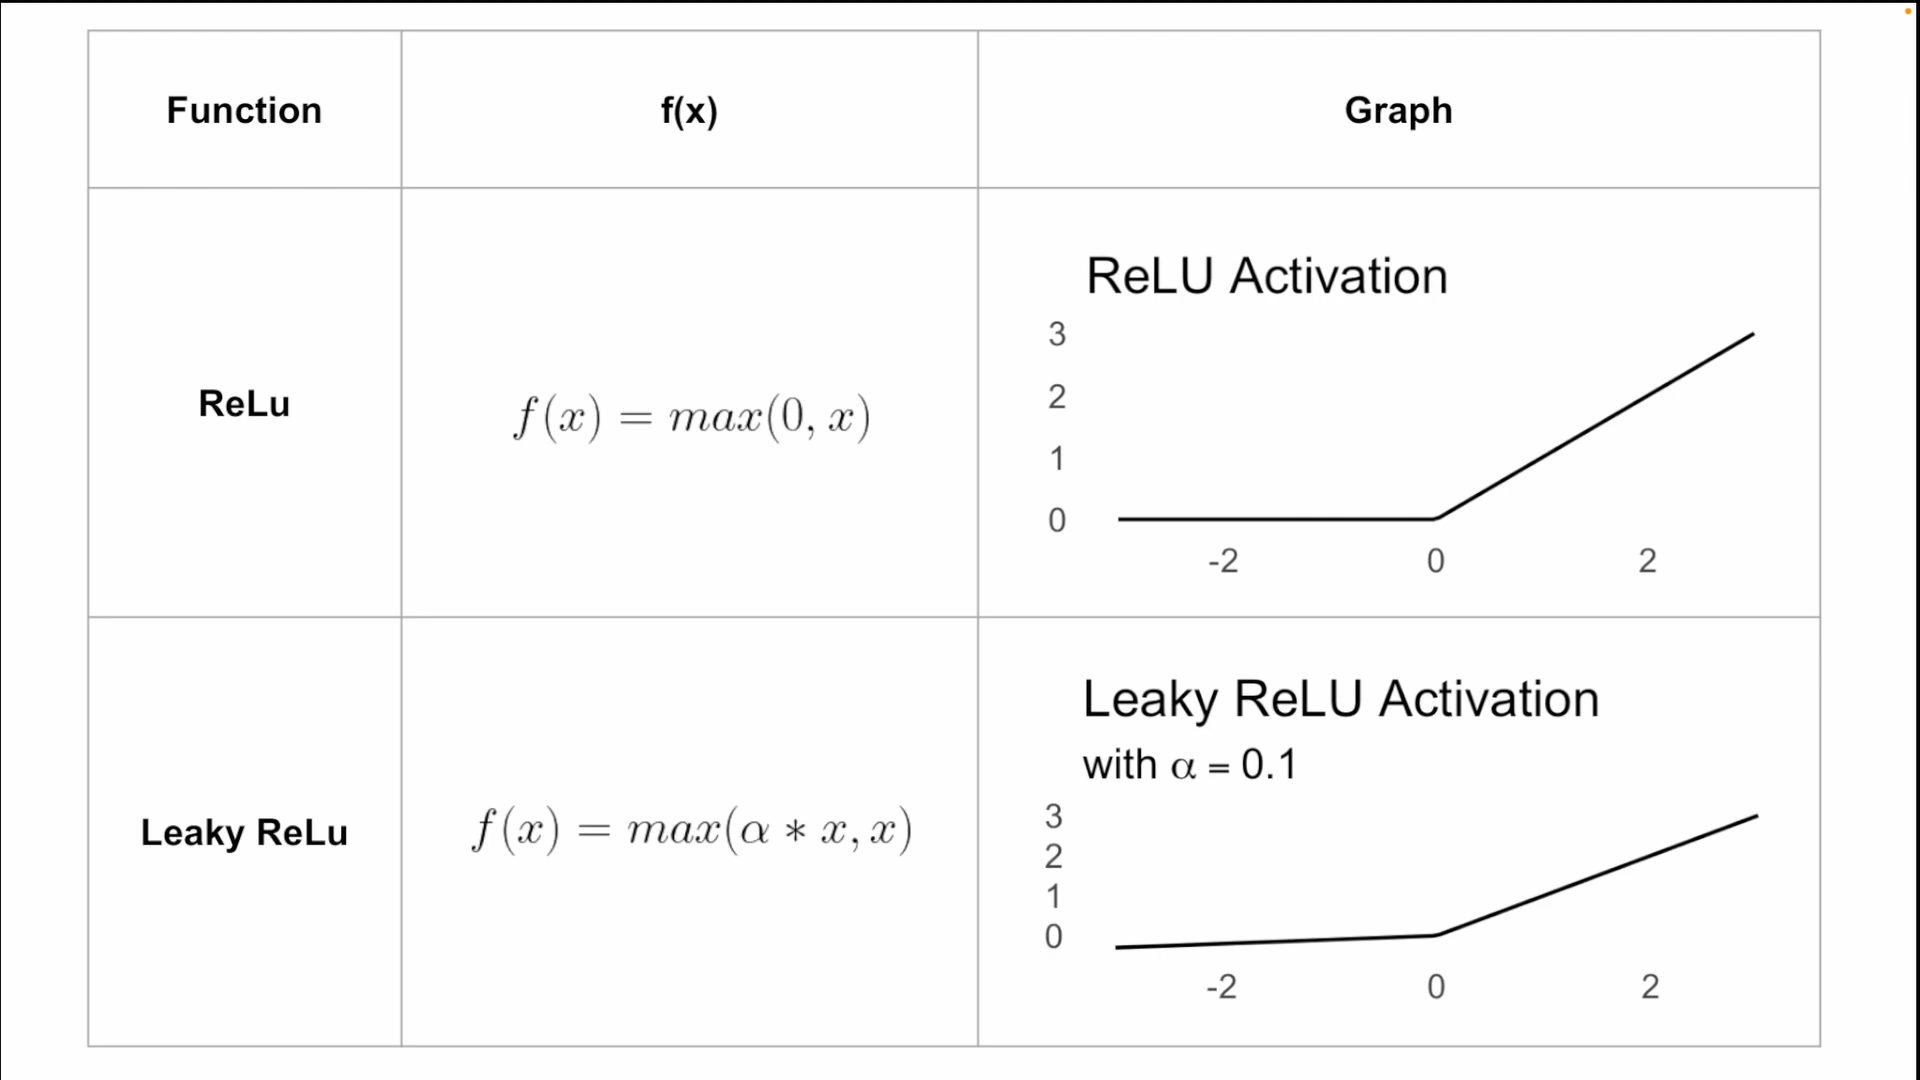 Function
f(x)
Graph
ReLu
f(x) = max(0, x)
ReLU Activation
3
2
1
0
-2 0 2
Leaky ReLu
f(x) = max(α * x, x)
Leaky ReLU Activation
with α = 0.1
3
2
1
0
-2 0 2